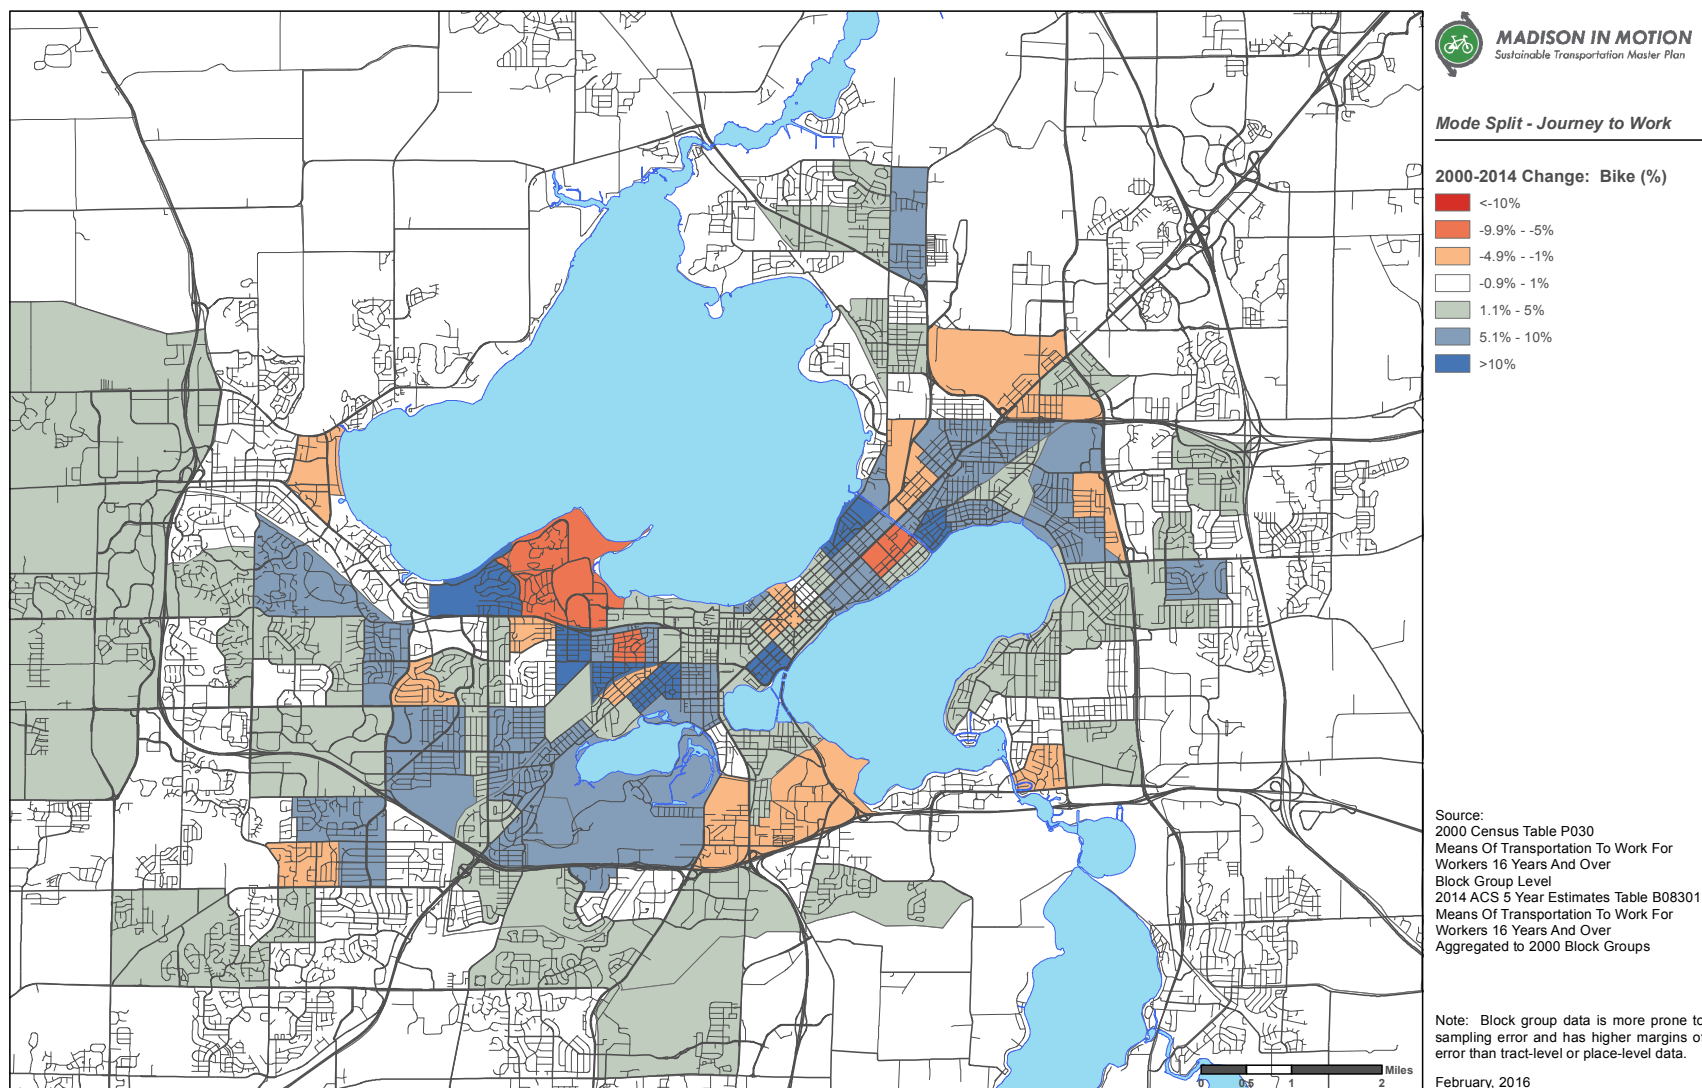 MADISON IN MOTION
Sustainable Transportation Master Plan
Mode Split - Journey to Work
2000-2014 Change: Bike (%)
<-10%
-9.9% - -5%
-4.9% - -1%
-0.9% - 1%
1.1% - 5%
5.1% - 10%
>10%
Source:
2000 Census Table P030
Means Of Transportation To Work For
Workers 16 Years And Over
Block Group Level
2014 ACS 5 Year Estimates Table B08301
Means Of Transportation To Work For
Workers 16 Years And Over
Aggregated to 2000 Block Groups
Note: Block group data is more prone to
sampling error and has higher margins of
error than tract-level or place-level data.
Miles
0 0.5 1 2
February, 2016